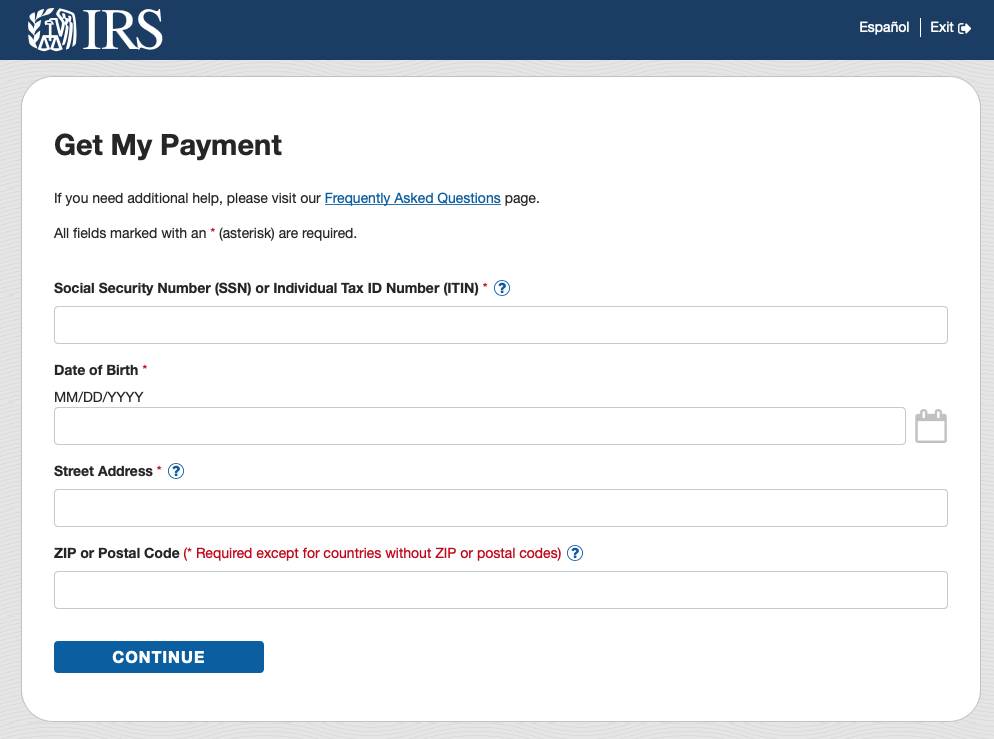 IRS
Español Exit
Get My Payment
If you need additional help, please visit our Frequently Asked Questions page.
All fields marked with an * (asterisk) are required.
Social Security Number (SSN) or Individual Tax ID Number (ITIN) * ?
Date of Birth *
MM/DD/YYYY
Street Address * ?
ZIP or Postal Code (* Required except for countries without ZIP or postal codes) ?
CONTINUE